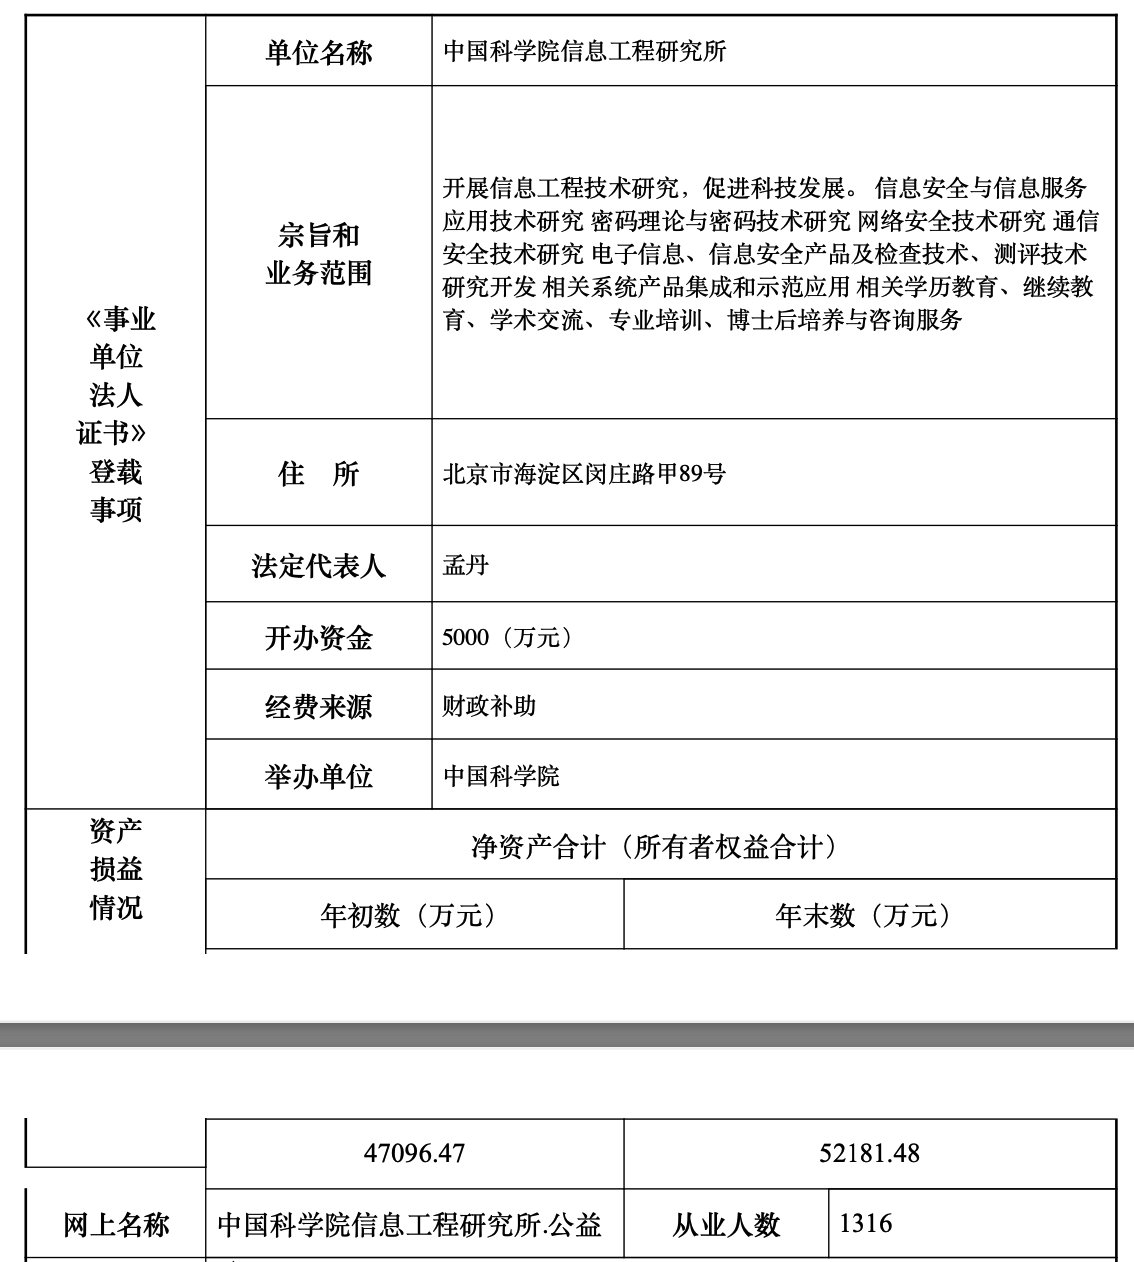 《事业
单位
法人
证书》
登载
事项
单位名称
中国科学院信息工程研究所
宗旨和
业务范围
开展信息工程技术研究，促进科技发展。 信息安全与信息服务
应用技术研究 密码理论与密码技术研究 网络安全技术研究 通信
安全技术研究 电子信息、信息安全产品及检查技术、测评技术
研究开发 相关系统产品集成和示范应用 相关学历教育、继续教
育、学术交流、专业培训、博士后培养与咨询服务
住 所
北京市海淀区闵庄路甲89号
法定代表人
孟丹
开办资金
5000（万元）
经费来源
财政补助
举办单位
中国科学院
资产
损益
情况
净资产合计（所有者权益合计）
年初数（万元）
年末数（万元）
47096.47
52181.48
网上名称
中国科学院信息工程研究所.公益
从业人数
1316